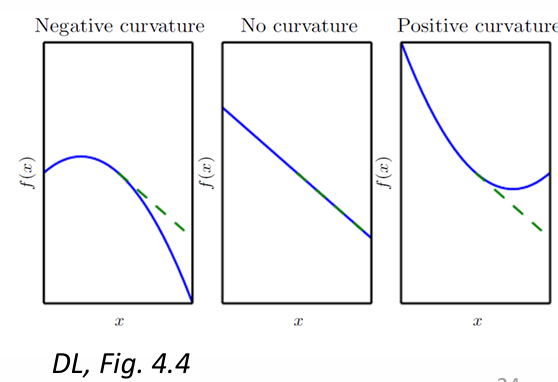 Negative curvature
No curvature
Positive curvature
f(x)
f(x)
f(x)
x
x
x
DL, Fig. 4.4